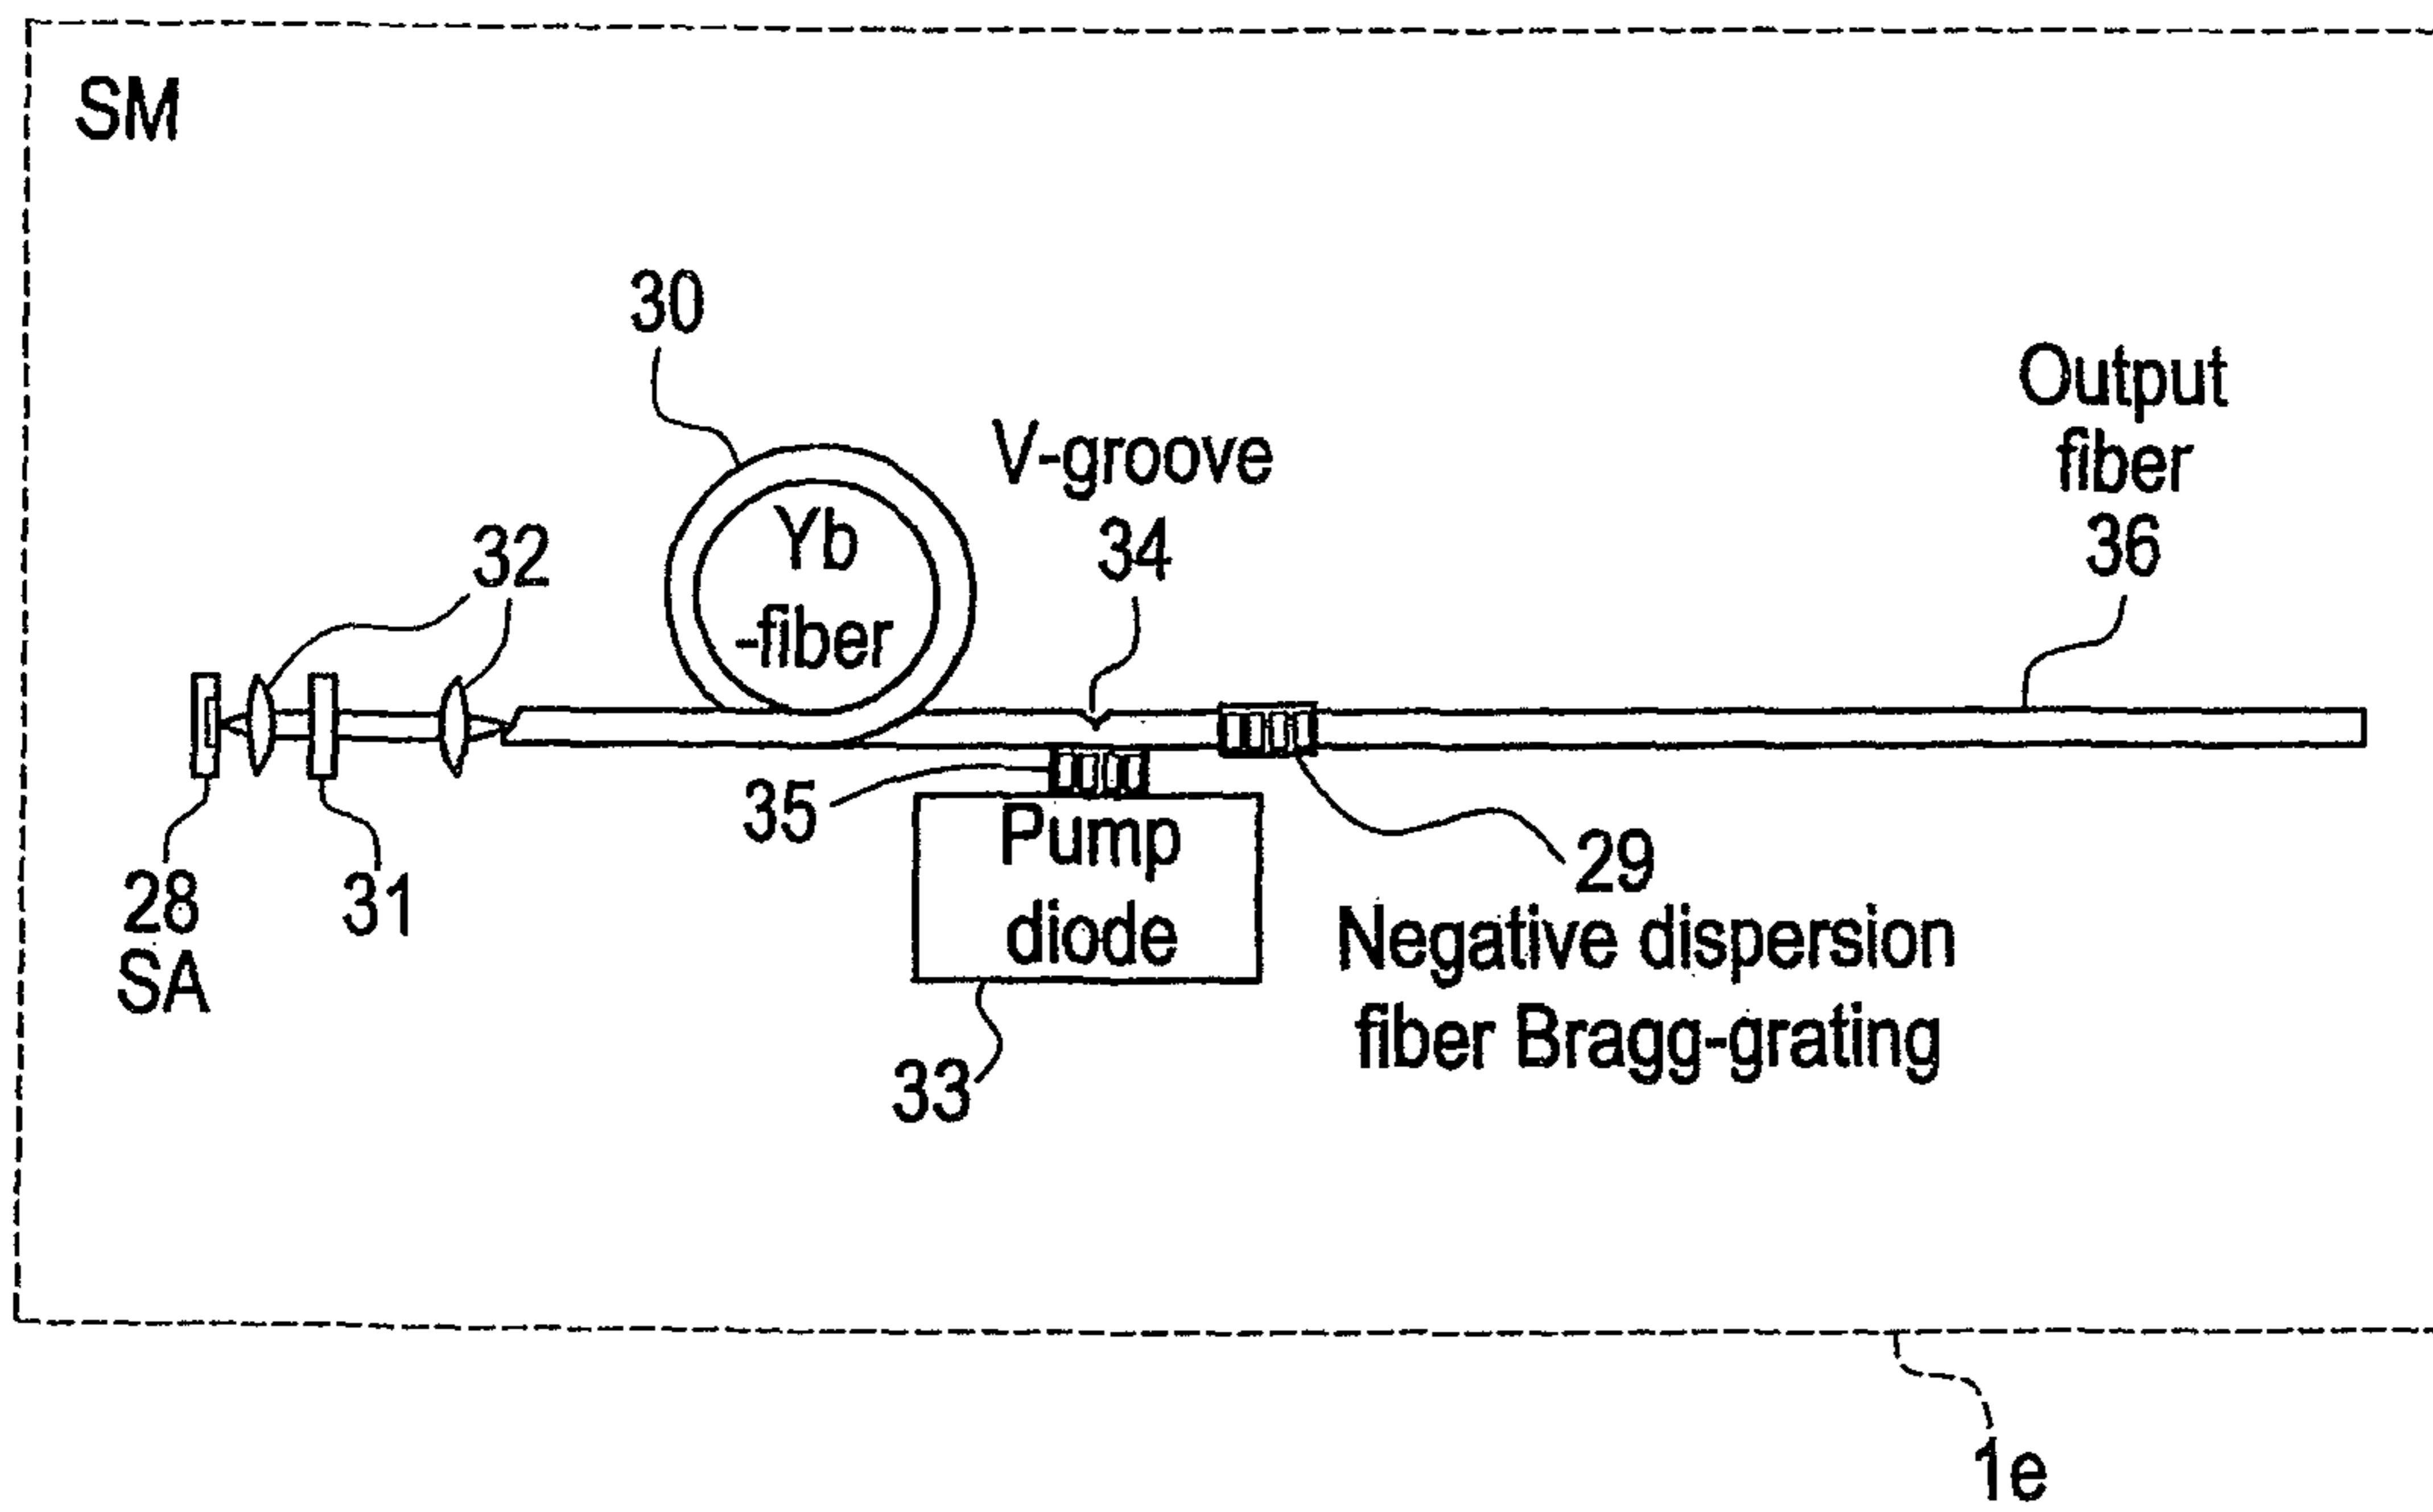 SM
30
Output
fiber
36
V-groove
34
32
Yb
-fiber
35
Pump
diode
29
Negative dispersion
fiber Bragg-grating
28
SA
31
33
1e